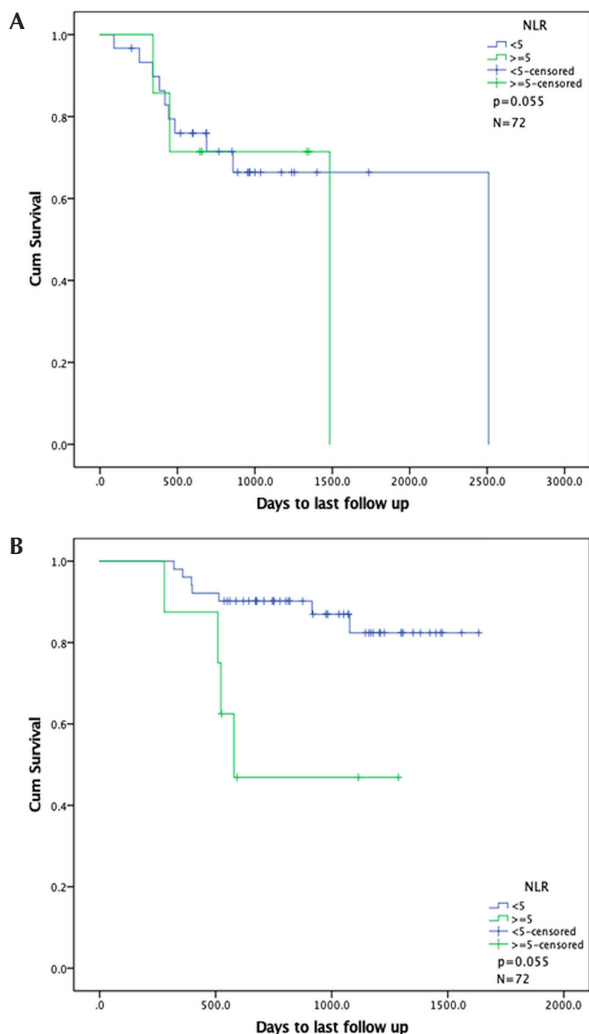 A
NLR
<5
>=5
<5-censored
>=5-censored
p=0.055
N=72
1.0
0.8
0.6
0.4
0.2
0.0
Cum Survival
.0 500.0 1000.0 1500.0 2000.0 2500.0 3000.0
Days to last follow up
B
1.0
0.8
0.6
0.4
0.2
0.0
Cum Survival
NLR
<5
>=5
<5-censored
>=5-censored
p=0.055
N=72
.0 500.0 1000.0 1500.0 2000.0
Days to last follow up